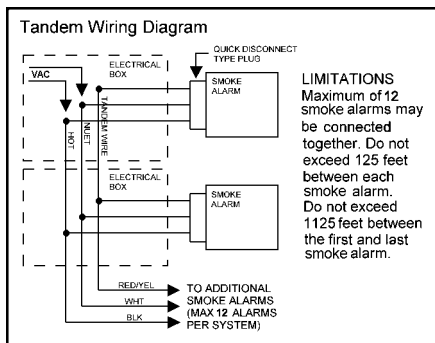 Tandem Wiring Diagram
QUICK DISCONNECT
TYPE PLUG
ELECTRICAL
BOX
VAC
SMOKE
ALARM
TANDEM WIRE
NUET
HOT
LIMITATIONS
Maximum of 12
smoke alarms may
be connected
together. Do not
exceed 125 feet
between each
smoke alarm.
Do not exceed
1125 feet between
the first and last
smoke alarm.
ELECTRICAL
BOX
SMOKE
ALARM
RED/YEL
WHT
BLK
TO ADDITIONAL
SMOKE ALARMS
(MAX 12 ALARMS
PER SYSTEM)